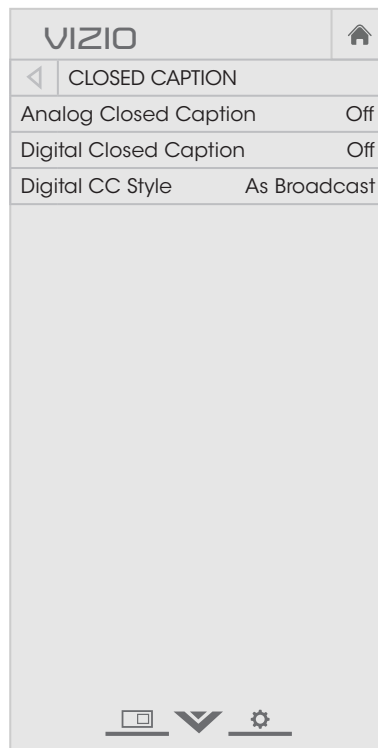 VIZIO
CLOSED CAPTION
Analog Closed Caption Off
Digital Closed Caption Off
Digital CC Style As Broadcast